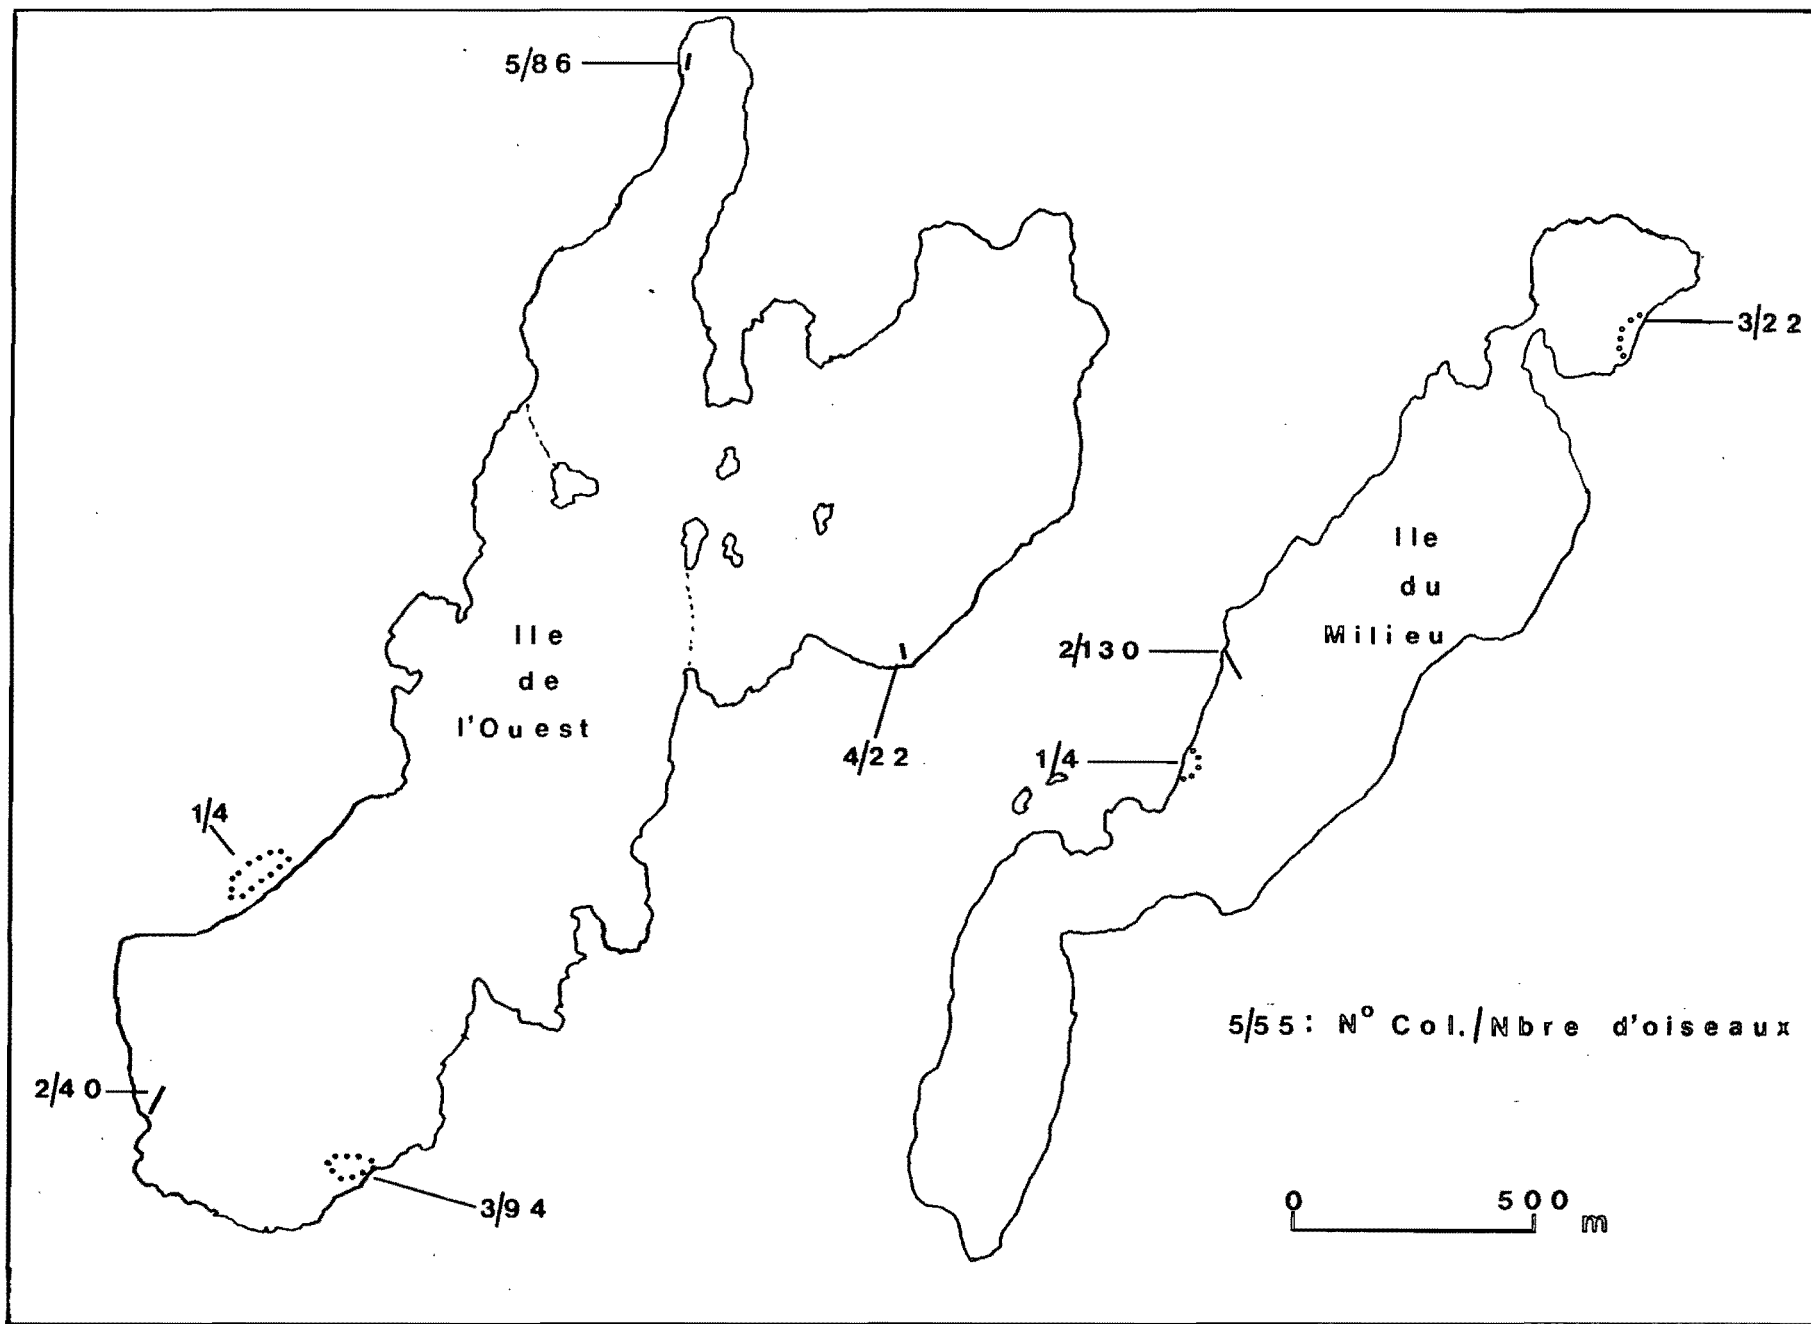 5/86
3/22
Ile
du
Milieu
Ile
de
l'Ouest
2/130
4/22
1/4
1/4
5/55: N° Col./Nbre d'oiseaux
2/40
3/94
0 500 m